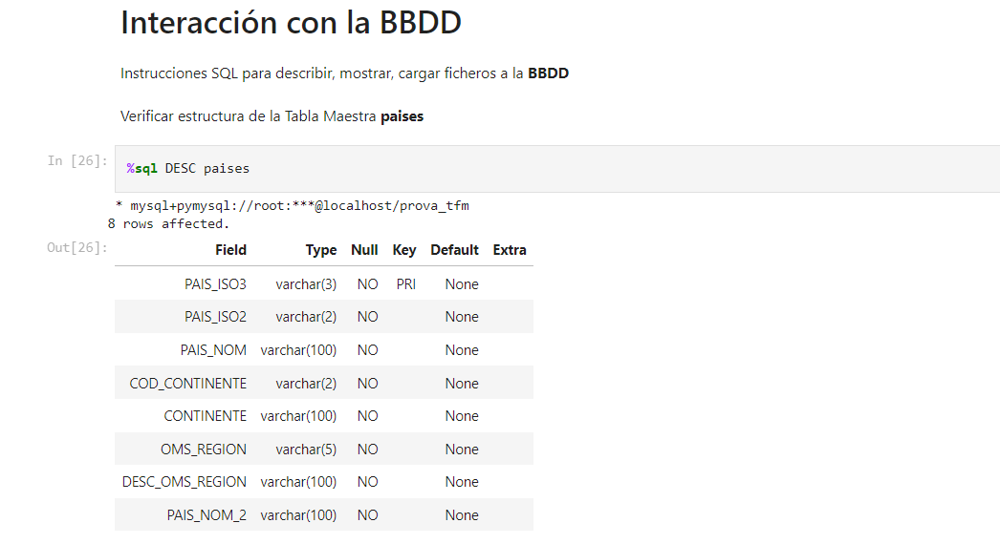 Interacción con la BBDD
Instrucciones SQL para describir, mostrar, cargar ficheros a la BBDD
Verificar estructura de la Tabla Maestra paises
In [26]: %sql DESC paises
* mysql+pymysql://root:***@localhost/prova_tfm
8 rows affected.
Out[26]:
Field Type Null Key Default Extra
PAIS_ISO3 varchar(3) NO PRI None
PAIS_ISO2 varchar(2) NO None
PAIS_NOM varchar(100) NO None
COD_CONTINENTE varchar(2) NO None
CONTINENTE varchar(100) NO None
OMS_REGION varchar(5) NO None
DESC_OMS_REGION varchar(100) NO None
PAIS_NOM_2 varchar(100) NO None